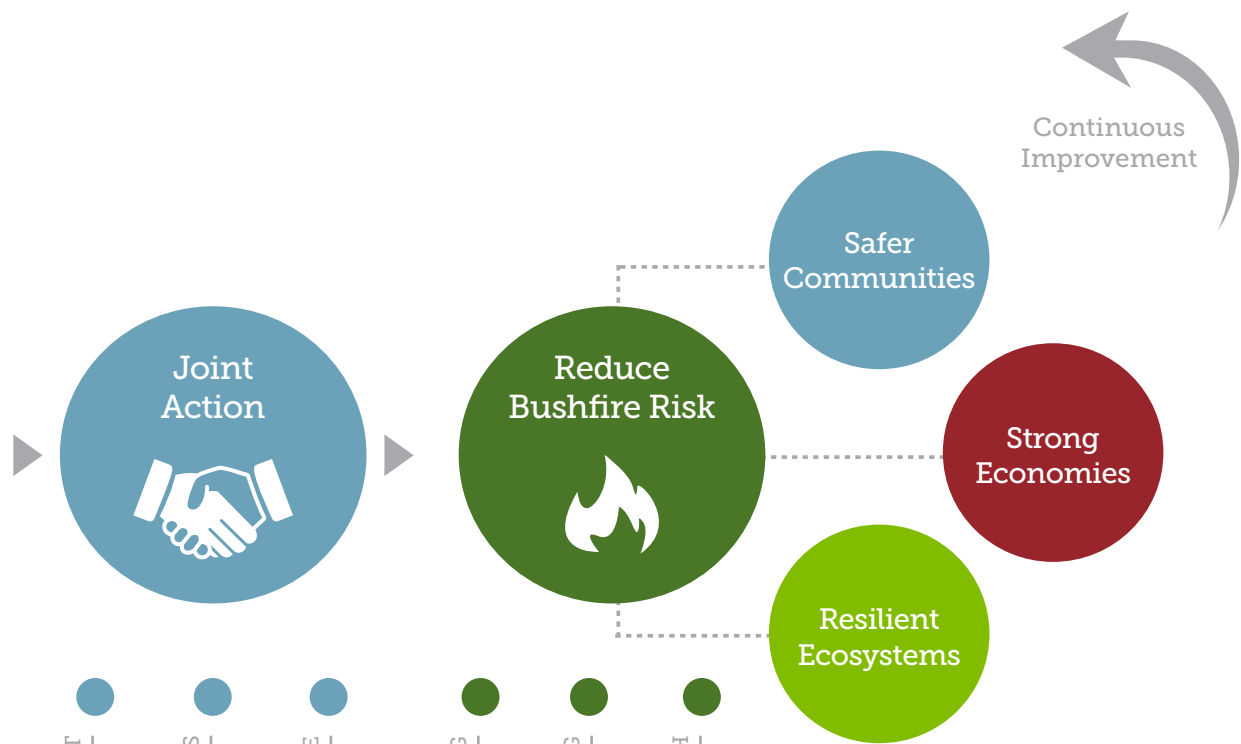 Continuous
Improvement
Safer
Communities
Joint
Action
Reduce
Bushfire Risk
Strong
Economies
Resilient
Ecosystems